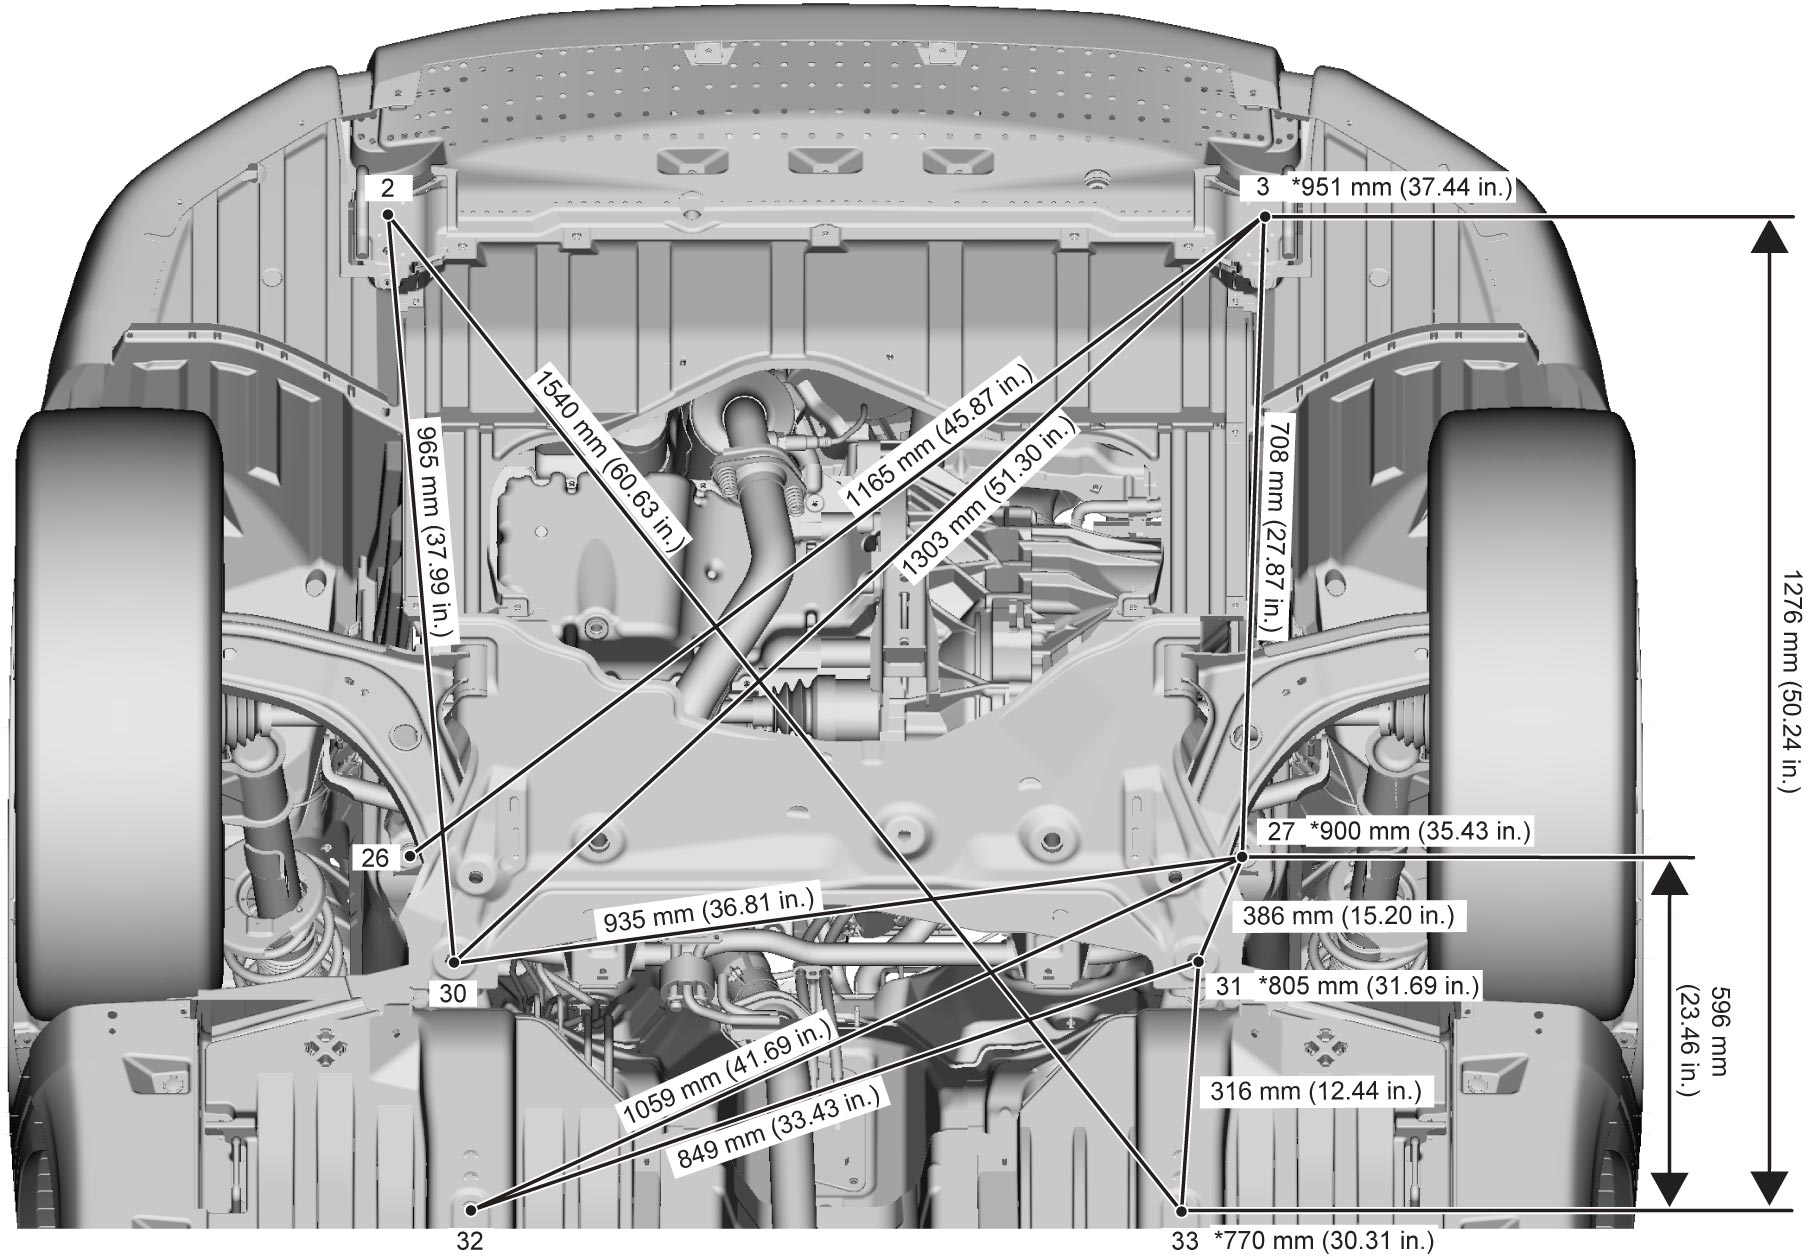 2
3 *951 mm (37.44 in.)
1540 mm (60.63 in.)
1165 mm (45.87 in.)
965 mm (37.99 in.)
1303 mm (51.30 in.)
708 mm (27.87 in.)
1276 mm (50.24 in.)
26
27 *900 mm (35.43 in.)
935 mm (36.81 in.)
386 mm (15.20 in.)
30
31 *805 mm (31.69 in.)
596 mm
(23.46 in.)
1059 mm (41.69 in.)
316 mm (12.44 in.)
849 mm (33.43 in.)
32
33 *770 mm (30.31 in.)